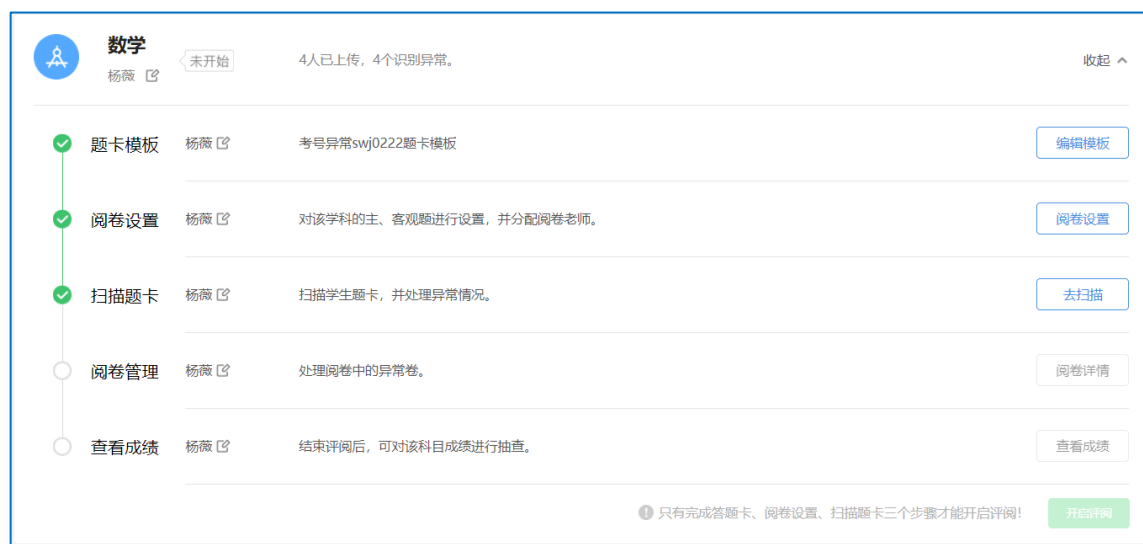 数学
杨薇
未开始
4人已上传，4个识别异常。
收起
题卡模板 杨薇 考号异常swj0222题卡模板 编辑模板
阅卷设置 杨薇 对该学科的主、客观题进行设置，并分配阅卷老师。 阅卷设置
扫描题卡 杨薇 扫描学生题卡，并处理异常情况。 去扫描
阅卷管理 杨薇 处理阅卷中的异常卷。 阅卷详情
查看成绩 杨薇 结束评阅后，可对该科目成绩进行抽查。 查看成绩
只有完成答题卡、阅卷设置、扫描题卡三个步骤才能开启评阅！ 开启评阅